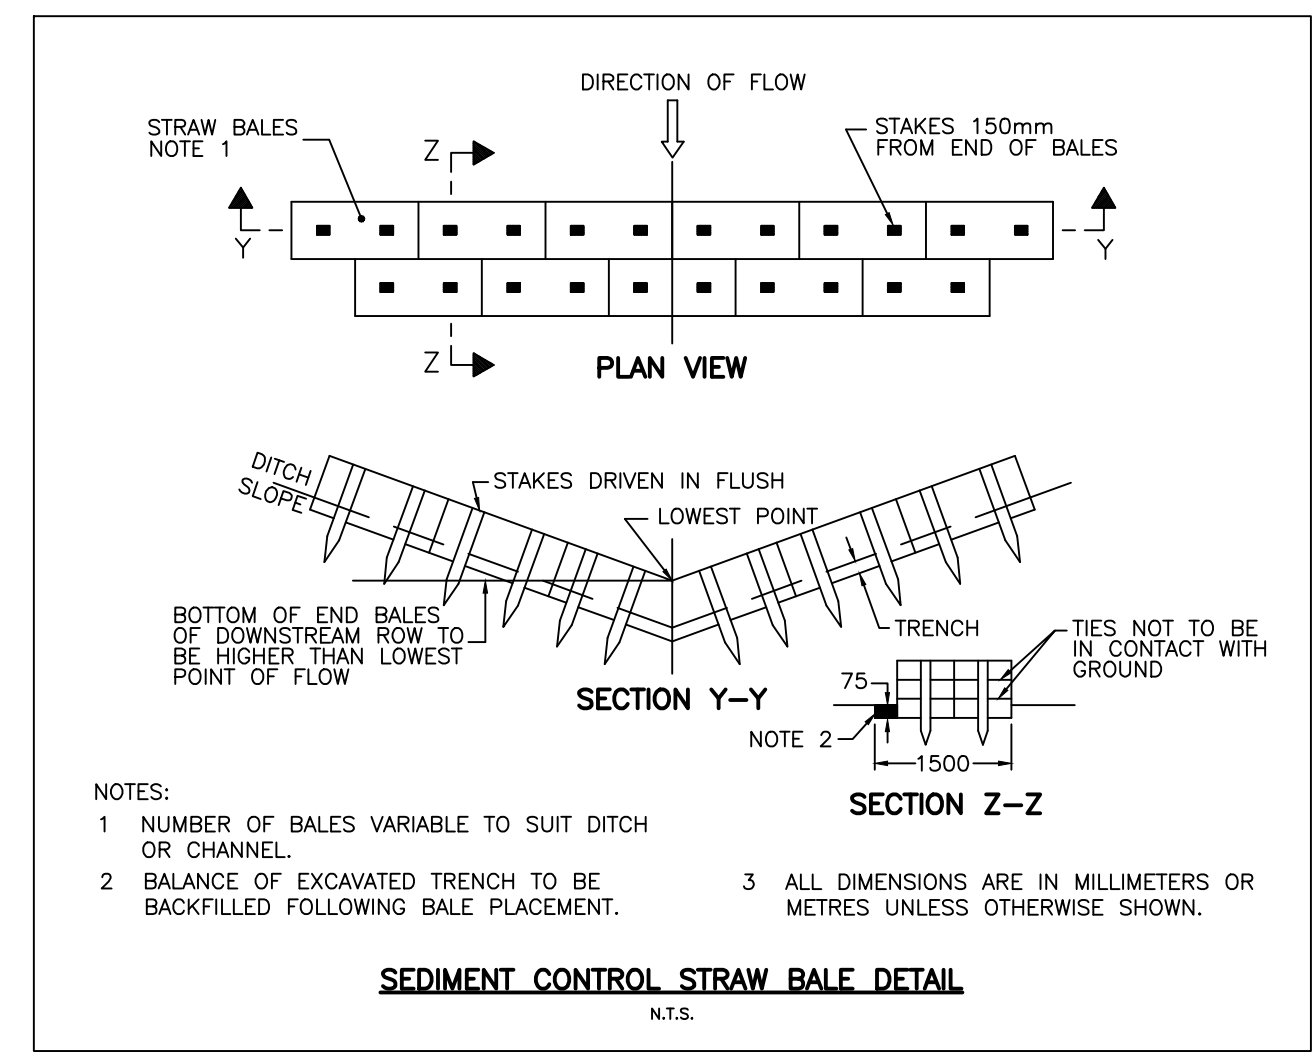 DIRECTION OF FLOW
STRAW BALES
NOTE 1
STAKES 150mm
FROM END OF BALES
Z
Y
Y
Z
PLAN VIEW
DITCH
SLOPE
STAKES DRIVEN IN FLUSH
LOWEST POINT
BOTTOM OF END BALES
OF DOWNSTREAM ROW TO
BE HIGHER THAN LOWEST
POINT OF FLOW
TRENCH
SECTION Y-Y
TIES NOT TO BE
IN CONTACT WITH
GROUND
75
NOTE 2
1500
SECTION Z-Z
NOTES:
1 NUMBER OF BALES VARIABLE TO SUIT DITCH
OR CHANNEL.
2 BALANCE OF EXCAVATED TRENCH TO BE
BACKFILLED FOLLOWING BALE PLACEMENT.
3 ALL DIMENSIONS ARE IN MILLIMETERS OR
METRES UNLESS OTHERWISE SHOWN.
SEDIMENT CONTROL STRAW BALE DETAIL
N.T.S.